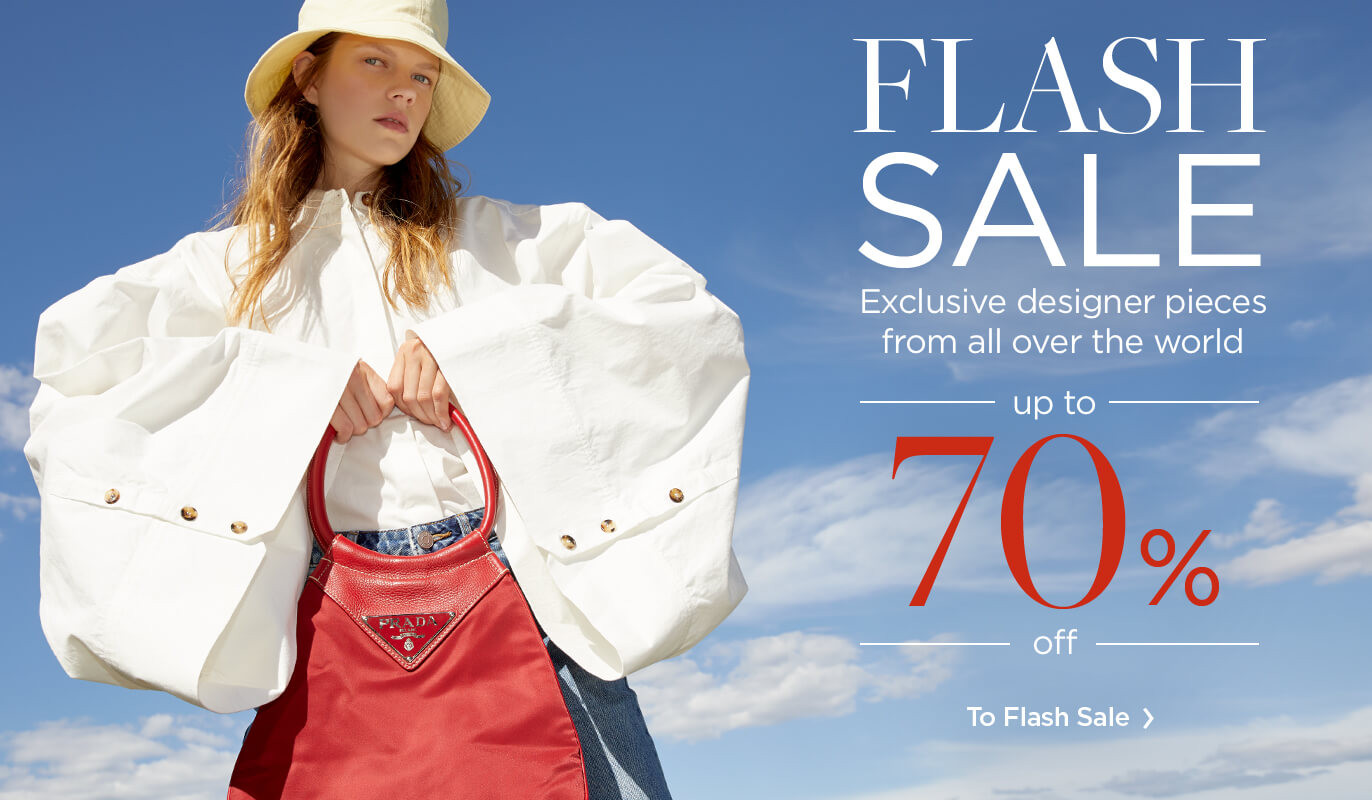 FLASH
SALE
Exclusive designer pieces
from all over the world
up to
70%
off
To Flash Sale ❯
PRADA